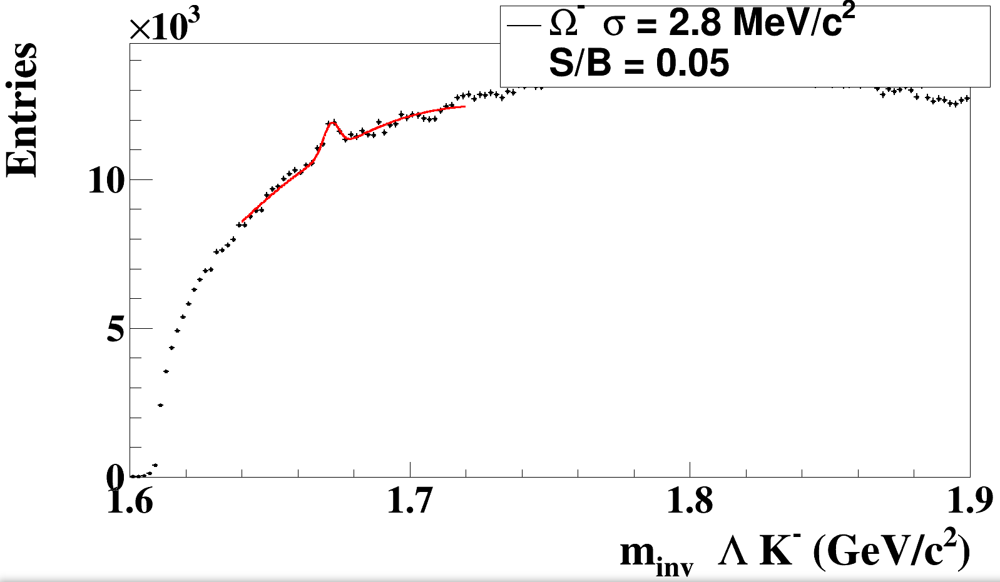 ×10³
Ω⁻ σ = 2.8 MeV/c²
S/B = 0.05
Entries
10
5
0
1.6 1.7 1.8 1.9
m_inv Λ K⁻ (GeV/c²)